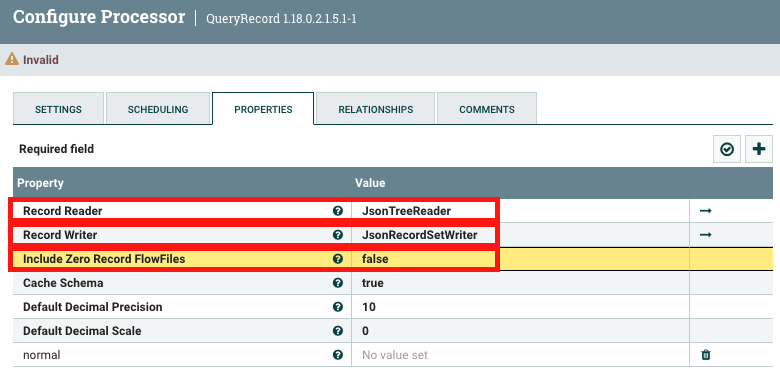 Configure Processor | QueryRecord 1.18.0.2.1.5.1-1
Invalid
SETTINGS SCHEDULING PROPERTIES RELATIONSHIPS COMMENTS
Required field
Property Value
Record Reader JsonTreeReader
Record Writer JsonRecordSetWriter
Include Zero Record FlowFiles false
Cache Schema true
Default Decimal Precision 10
Default Decimal Scale 0
normal No value set